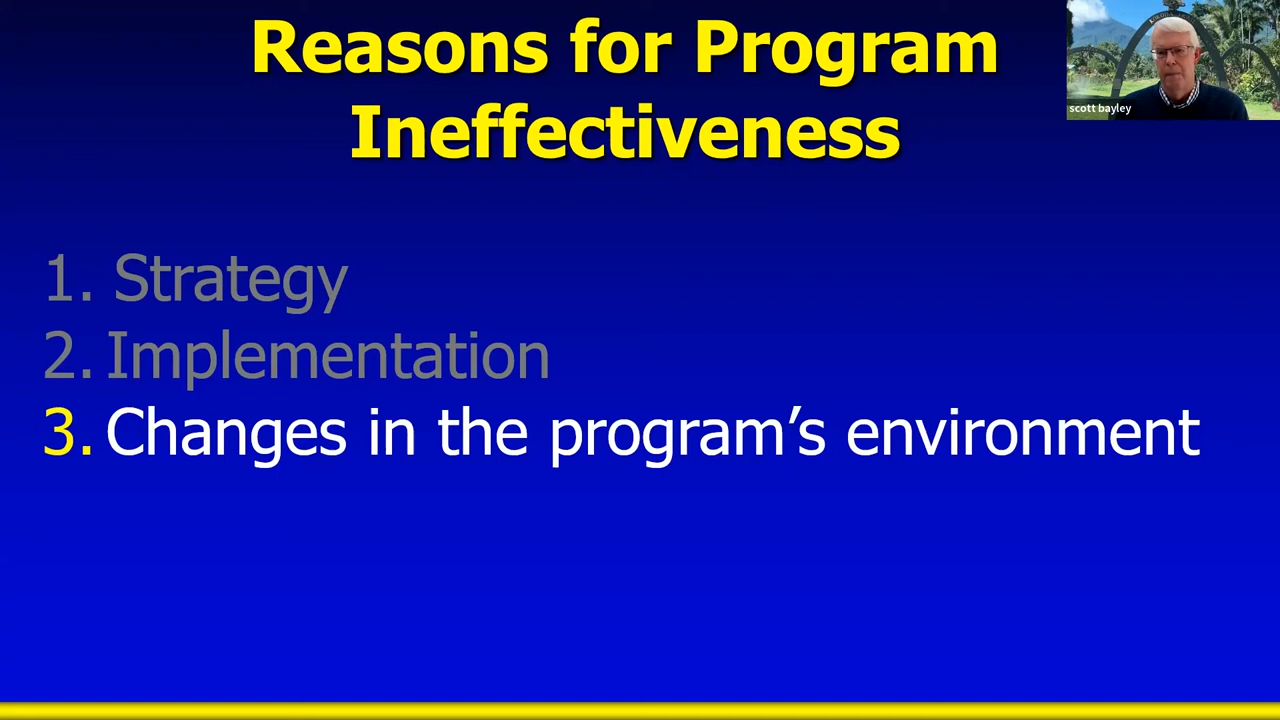 Reasons for Program
Ineffectiveness
scott bayley
1. Strategy
2. Implementation
3. Changes in the program’s environment